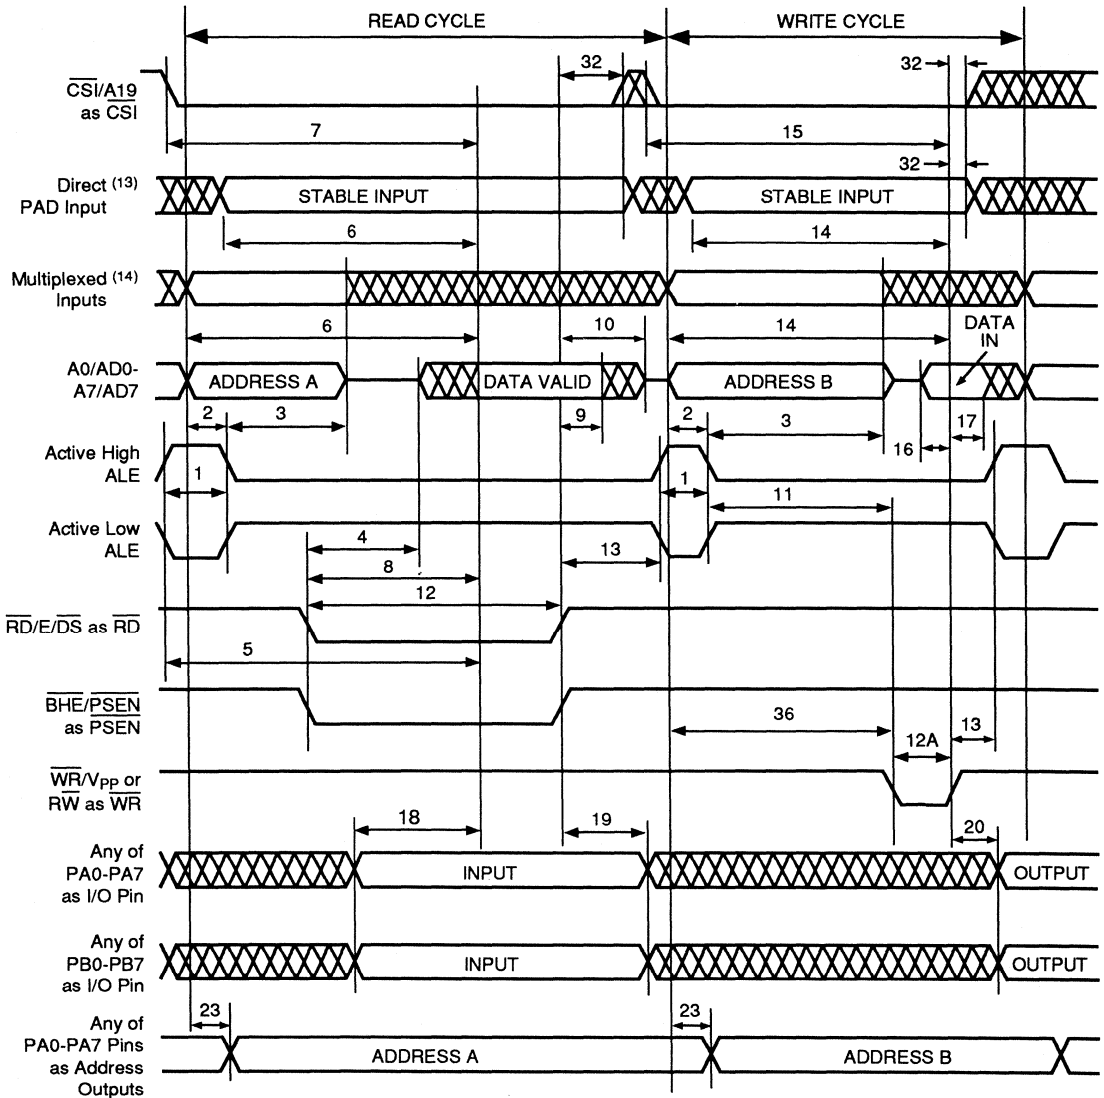 READ CYCLE
WRITE CYCLE
32
32
CSI/A19
as CSI
7
15
32
Direct (13)
PAD Input
STABLE INPUT
STABLE INPUT
6
14
Multiplexed (14)
Inputs
6
10
14
DATA
IN
A0/AD0-
A7/AD7
ADDRESS A
DATA VALID
ADDRESS B
2
3
9
2
3
16
17
Active High
ALE
1
1
11
Active Low
ALE
4
13
8
12
RD/E/DS as RD
5
BHE/PSEN
as PSEN
36
12A
13
WR/VPP or
RW as WR
18
19
20
Any of
PA0-PA7
as I/O Pin
INPUT
OUTPUT
Any of
PB0-PB7
as I/O Pin
INPUT
OUTPUT
23
23
Any of
PA0-PA7 Pins
as Address
Outputs
ADDRESS A
ADDRESS B